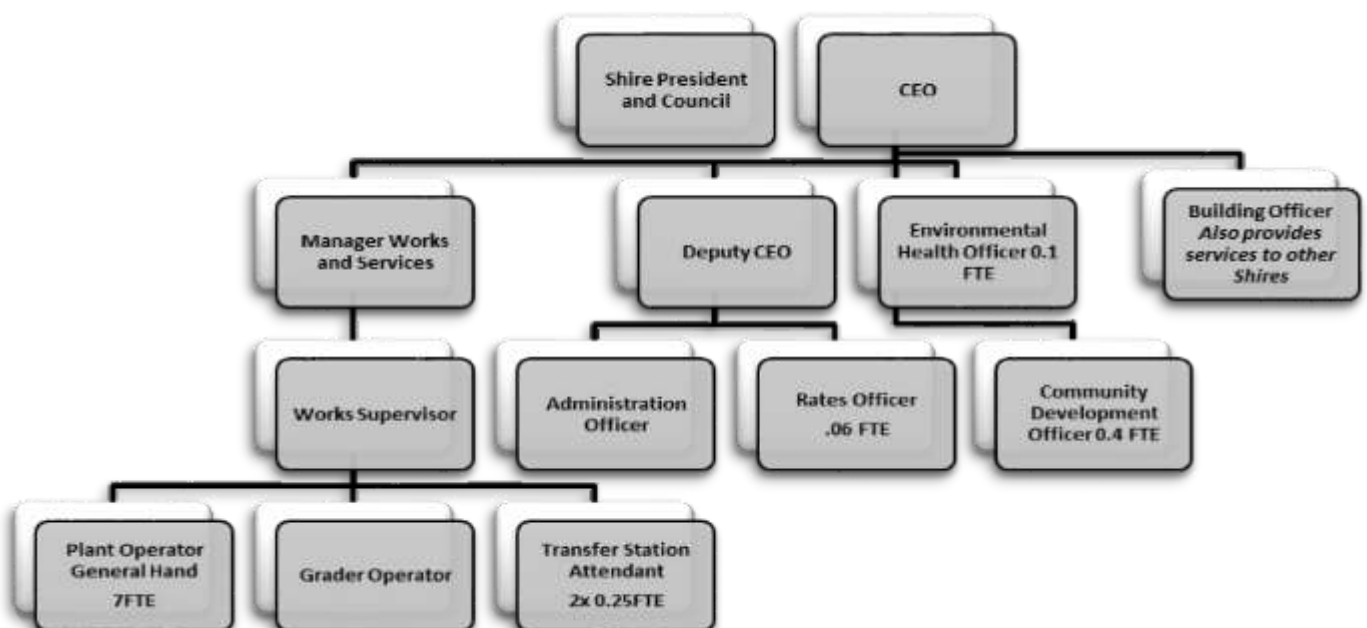 Shire President
and Council
CEO
Manager Works
and Services
Deputy CEO
Environmental
Health Officer 0.1
FTE
Building Officer
Also provides
services to other
Shires
Works Supervisor
Administration
Officer
Rates Officer
.06 FTE
Community
Development
Officer 0.4 FTE
Plant Operator
General Hand
7FTE
Grader Operator
Transfer Station
Attendant
2x 0.25FTE